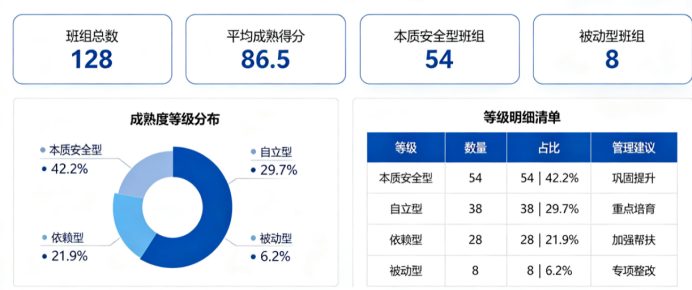 班组总数
128
平均成熟得分
86.5
本质安全型班组
54
被动型班组
8
成熟度等级分布
本质安全型
42.2%
自立型
29.7%
依赖型
21.9%
被动型
6.2%
等级明细清单
等级 数量 占比 管理建议
本质安全型 54 54 | 42.2% 巩固提升
自立型 38 38 | 29.7% 重点培育
依赖型 28 28 | 21.9% 加强帮扶
被动型 8 8 | 6.2% 专项整改